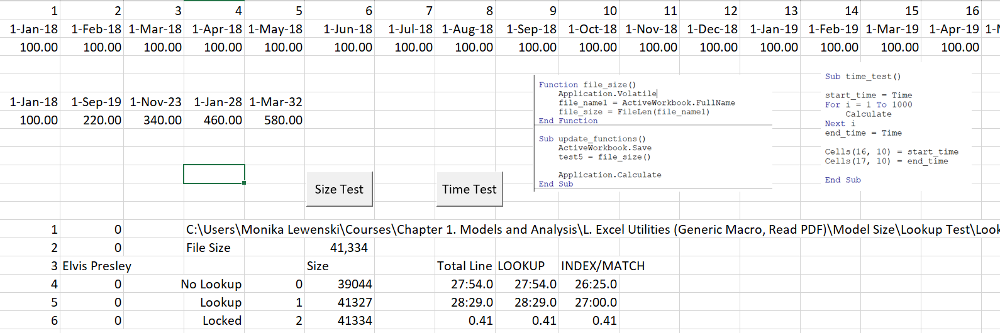 1 2 3 4 5 6 7 8 9 10 11 12 13 14 15 16
1-Jan-18 1-Feb-18 1-Mar-18 1-Apr-18 1-May-18 1-Jun-18 1-Jul-18 1-Aug-18 1-Sep-18 1-Oct-18 1-Nov-18 1-Dec-18 1-Jan-19 1-Feb-19 1-Mar-19 1-Apr-19
100.00 100.00 100.00 100.00 100.00 100.00 100.00 100.00 100.00 100.00 100.00 100.00 100.00 100.00 100.00 100.00
1-Jan-18 1-Sep-19 1-Nov-23 1-Jan-28 1-Mar-32
100.00 220.00 340.00 460.00 580.00
Function file_size()
Application.Volatile
file_name1 = ActiveWorkbook.FullName
file_size = FileLen(file_name1)
End Function
Sub update_functions()
ActiveWorkbook.Save
test5 = file_size()
Application.Calculate
End Sub
Sub time_test()
start_time = Time
For i = 1 To 1000
Calculate
Next i
end_time = Time
Cells(16, 10) = start_time
Cells(17, 10) = end_time
End Sub
Size Test
Time Test
1 0 C:\Users\Monika Lewenski\Courses\Chapter 1. Models and Analysis\L. Excel Utilities (Generic Macro, Read PDF)\Model Size\Lookup Test\Look
2 0 File Size 41,334
3 Elvis Presley Size Total Line LOOKUP INDEX/MATCH
4 0 No Lookup 0 39044 27:54.0 27:54.0 26:25.0
5 0 Lookup 1 41327 28:29.0 28:29.0 27:00.0
6 0 Locked 2 41334 0.41 0.41 0.41